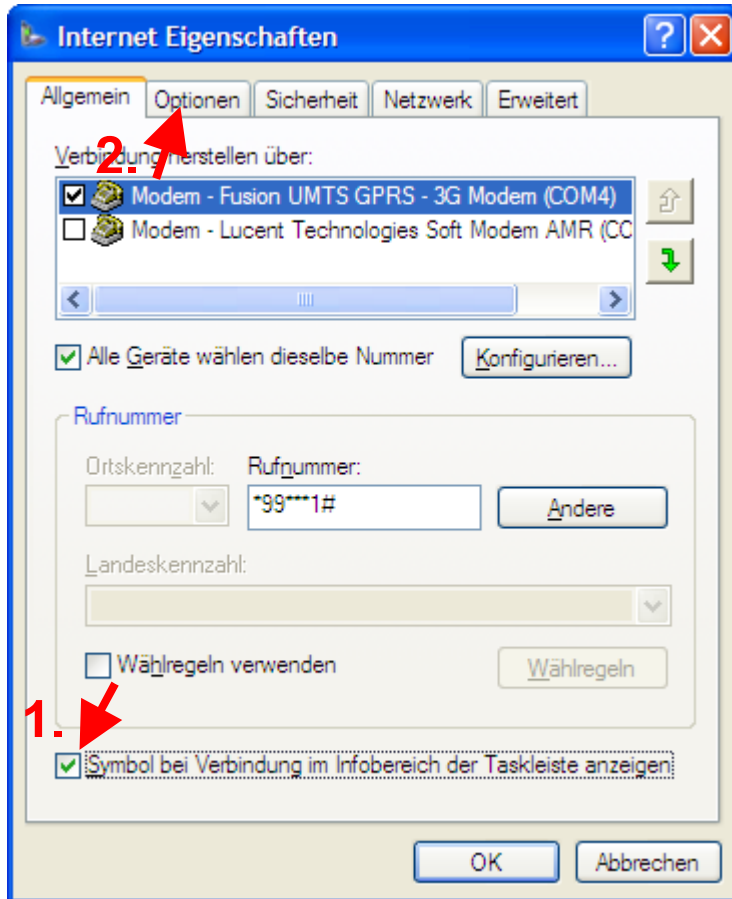 Internet Eigenschaften
Allgemein Optionen Sicherheit Netzwerk Erweitert
2.
Verbindung herstellen über:
Modem - Fusion UMTS GPRS - 3G Modem (COM4)
Modem - Lucent Technologies Soft Modem AMR (CO
Alle Geräte wählen dieselbe Nummer Konfigurieren...
Rufnummer
Ortskennzahl: Rufnummer:
*99***1# Andere
Landeskennzahl:
Wählregeln verwenden Wählregeln
1.
Symbol bei Verbindung im Infobereich der Taskleiste anzeigen
OK Abbrechen